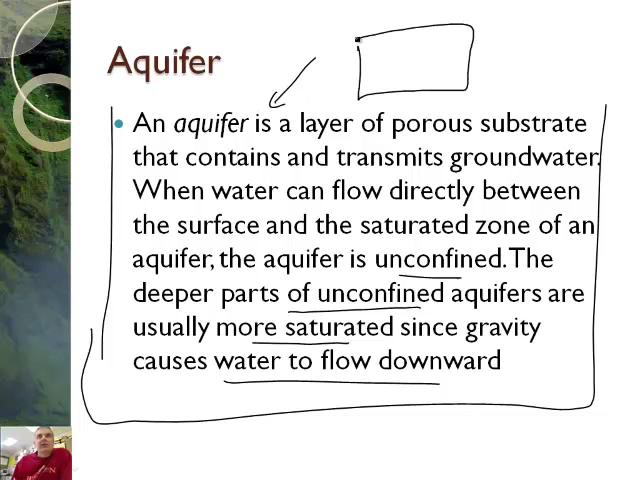 Aquifer
An aquifer is a layer of porous substrate
that contains and transmits groundwater.
When water can flow directly between
the surface and the saturated zone of an
aquifer, the aquifer is unconfined. The
deeper parts of unconfined aquifers are
usually more saturated since gravity
causes water to flow downward